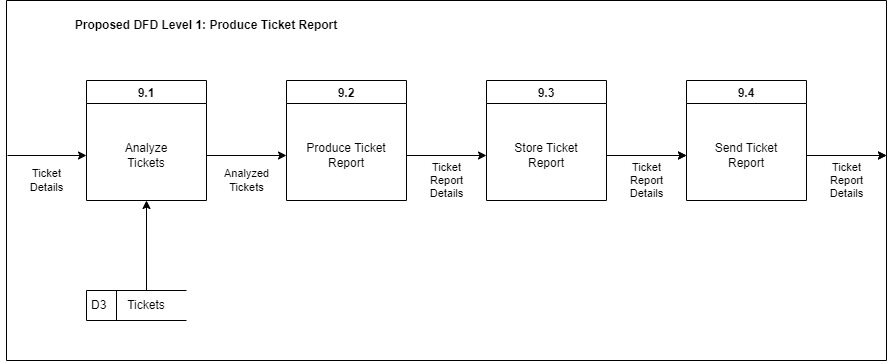 Proposed DFD Level 1: Produce Ticket Report
9.1
9.2
9.3
9.4
Analyze
Tickets
Produce Ticket
Report
Store Ticket
Report
Send Ticket
Report
Ticket
Details
Analyzed
Tickets
Ticket
Report
Details
Ticket
Report
Details
Ticket
Report
Details
D3
Tickets